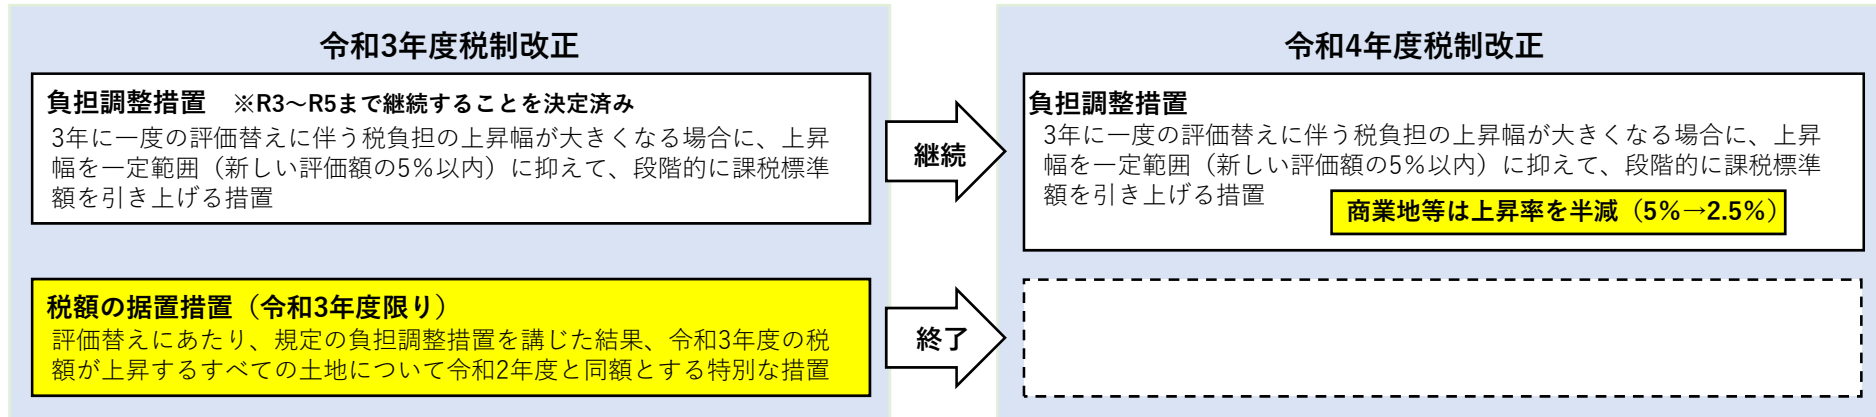 令和3年度税制改正
負担調整措置　※R3～R5まで継続することを決定済み
3年に一度の評価替えに伴う税負担の上昇幅が大きくなる場合に、上昇
幅を一定範囲（新しい評価額の5％以内）に抑えて、段階的に課税標準
額を引き上げる措置
税額の据置措置（令和3年度限り）
評価替えにあたり、規定の負担調整措置を講じた結果、令和3年度の税
額が上昇するすべての土地について令和2年度と同額とする特別な措置
継続
終了
令和4年度税制改正
負担調整措置
3年に一度の評価替えに伴う税負担の上昇幅が大きくなる場合に、上昇
幅を一定範囲（新しい評価額の5％以内）に抑えて、段階的に課税標準
額を引き上げる措置
商業地等は上昇率を半減（5%→2.5%）